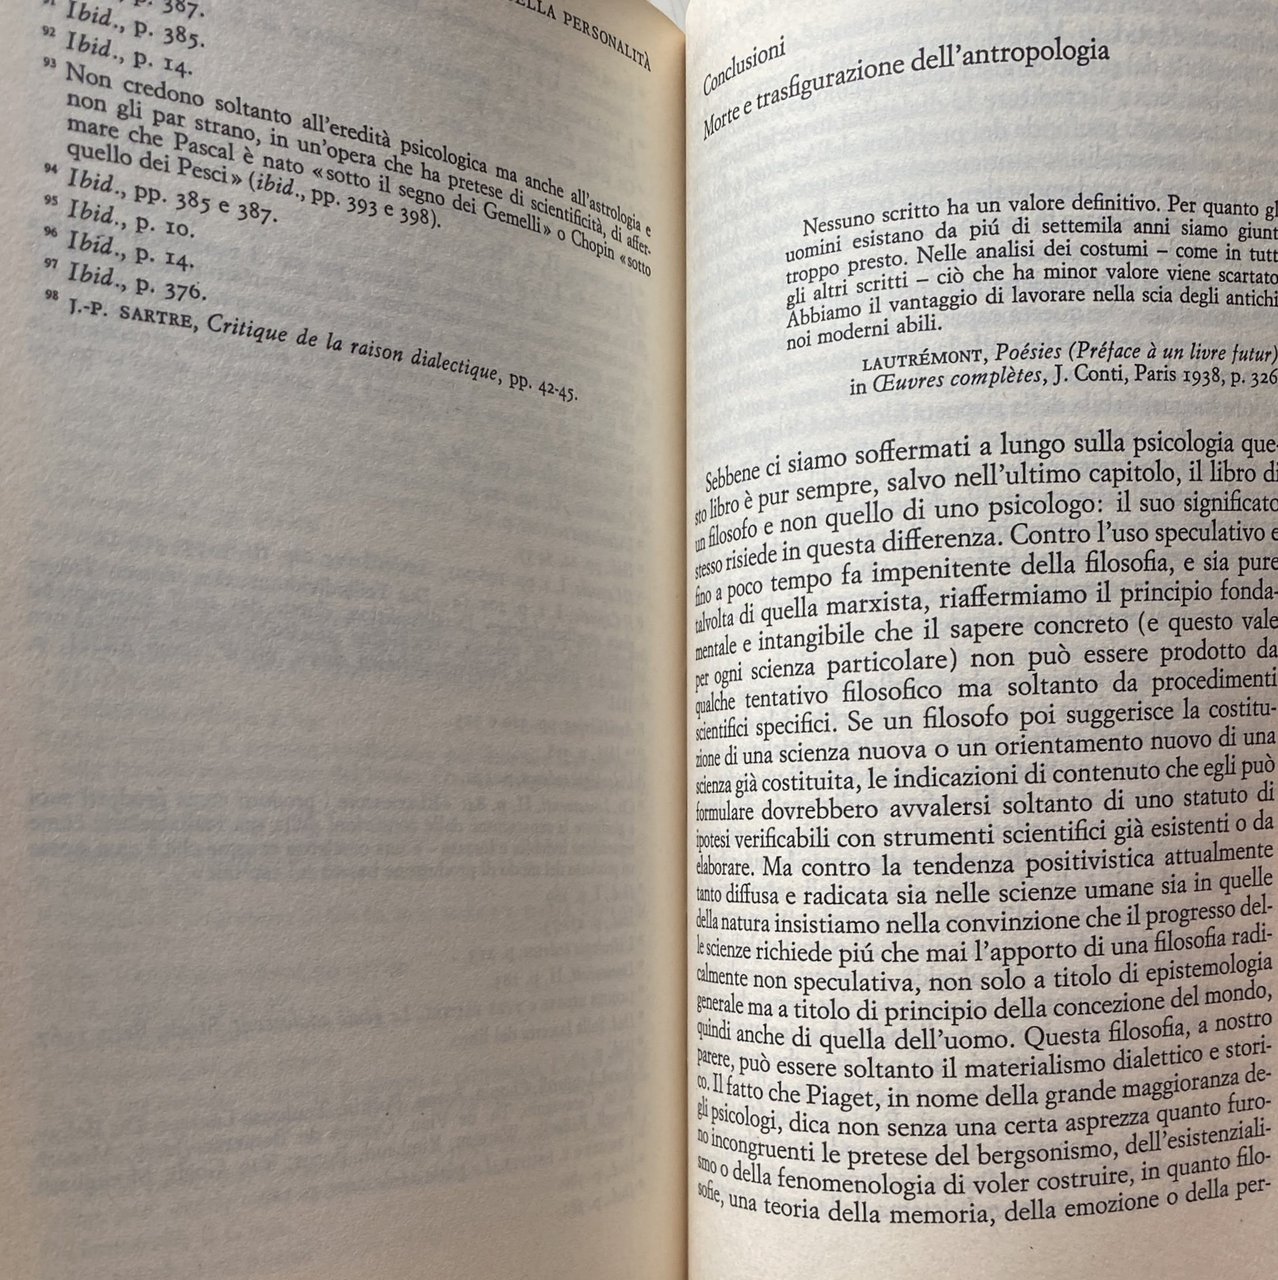 ELLA PERSONALITÀ
p. 387.
Ibid., p. 385.
92 Ibid., p. 14.
93 Non credono soltanto all'eredità psicologica ma anche all'astrologia e
non gli par strano, in un'opera che ha pretese di scientificità, di affer-
mare che Pascal è nato «sotto il segno dei Gemelli» o Chopin «sotto
quello dei Pesci» (ibid., pp. 393 e 398).
94 Ibid., pp. 385 e 387.
95 Ibid., p. 10.
96 Ibid., p. 14.
97 Ibid., p. 376.
98 J.-P. SARTRE, Critique de la raison dialectique, pp. 42-45.
Conclusioni
Morte e trasfigurazione dell'antropologia
Nessuno scritto ha un valore definitivo. Per quanto gl
uomini esistano da piú di settemila anni siamo giunt
troppo presto. Nelle analisi dei costumi – come in tutt
gli altri scritti – ciò che ha minor valore viene scartato
Abbiamo il vantaggio di lavorare nella scia degli antichi
noi moderni abili.
LAUTRÉMONT, Poésies (Préface à un livre futur)
in Œuvres complètes, J. Conti, Paris 1938, p. 326
Sebbene ci siamo soffermati a lungo sulla psicologia que-
sto libro è pur sempre, salvo nell'ultimo capitolo, il libro di
un filosofo e non quello di uno psicologo: il suo significato
stesso risiede in questa differenza. Contro l'uso speculativo e
fino a poco tempo fa impenitente della filosofia, e sia pure
talvolta di quella marxista, riaffermiamo il principio fonda-
mentale e intangibile che il sapere concreto (e questo vale
per ogni scienza particolare) non può essere prodotto da
qualche tentativo filosofico ma soltanto da procedimenti
scientifici specifici. Se un filosofo poi suggerisce la costitu-
zione di una scienza nuova o un orientamento nuovo di una
scienza già costituita, le indicazioni di contenuto che egli può
formulare dovrebbero avvalersi soltanto di uno statuto di
ipotesi verificabili con strumenti scientifici già esistenti o da
elaborare. Ma contro la tendenza positivistica attualmente
tanto diffusa e radicata sia nelle scienze umane sia in quelle
della natura insistiamo nella convinzione che il progresso del-
le scienze richiede piú che mai l'apporto di una filosofia radi-
calmente non speculativa, non solo a titolo di epistemologia
generale ma a titolo di principio della concezione del mondo,
quindi anche di quella dell'uomo. Questa filosofia, a nostro
parere, può essere soltanto il materialismo dialettico e stori-
co. Il fatto che Piaget, in nome della grande maggioranza de-
gli psicologi, dica non senza una certa asprezza quanto furo-
no incongruenti le pretese del bergsonismo, dell'esistenziali-
smo o della fenomenologia di voler costruire, in quanto filo-
sofie, una teoria della memoria, della emozione o della per-